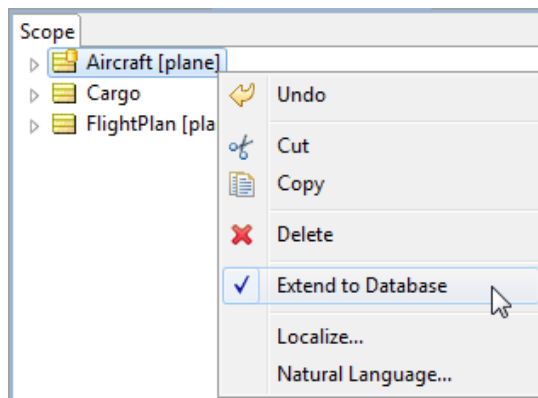 Scope
Aircraft [plane]
Cargo
FlightPlan [pla
Undo
Cut
Copy
Delete
Extend to Database
Localize...
Natural Language...